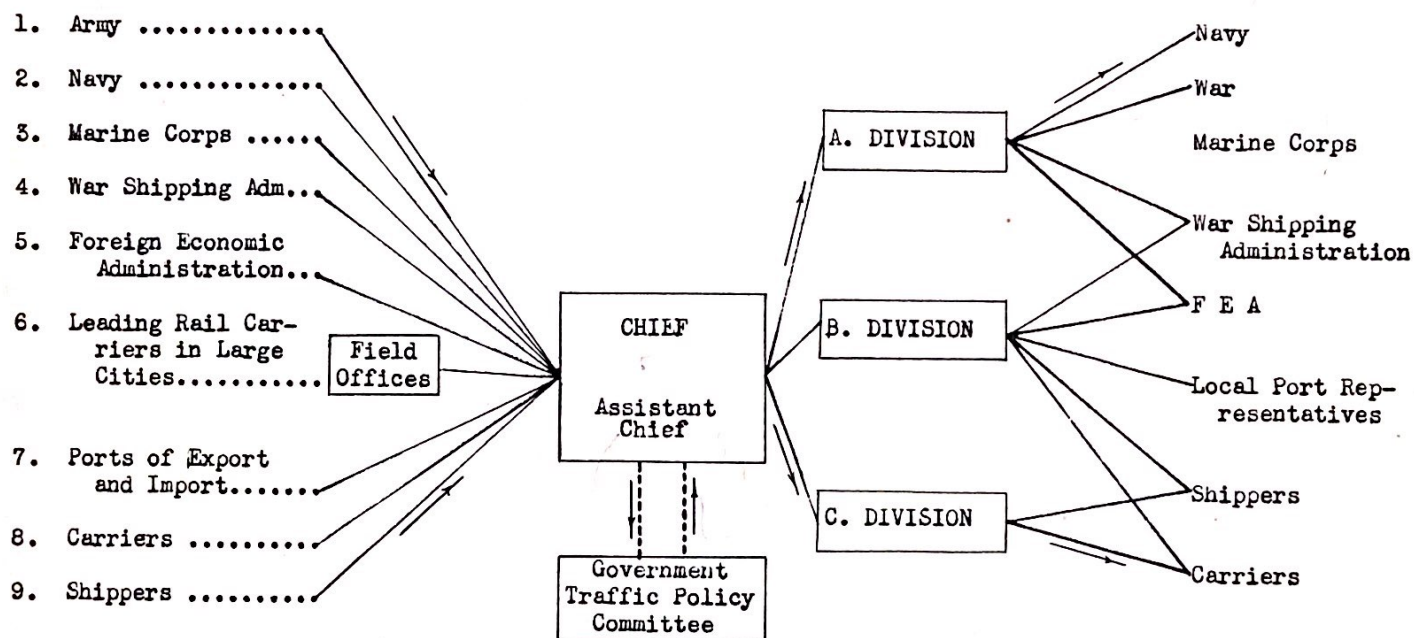 1. Army ..............
2. Navy ..............
3. Marine Corps ......
4. War Shipping Adm...
5. Foreign Economic
Administration...
6. Leading Rail Car-
riers in Large
Cities...........
7. Ports of Export
and Import.......
8. Carriers ..........
9. Shippers ..........
Field
Offices
CHIEF
Assistant
Chief
Government
Traffic Policy
Committee
A. DIVISION
B. DIVISION
C. DIVISION
Navy
War
Marine Corps
War Shipping
Administration
F E A
Local Port Rep-
resentatives
Shippers
Carriers